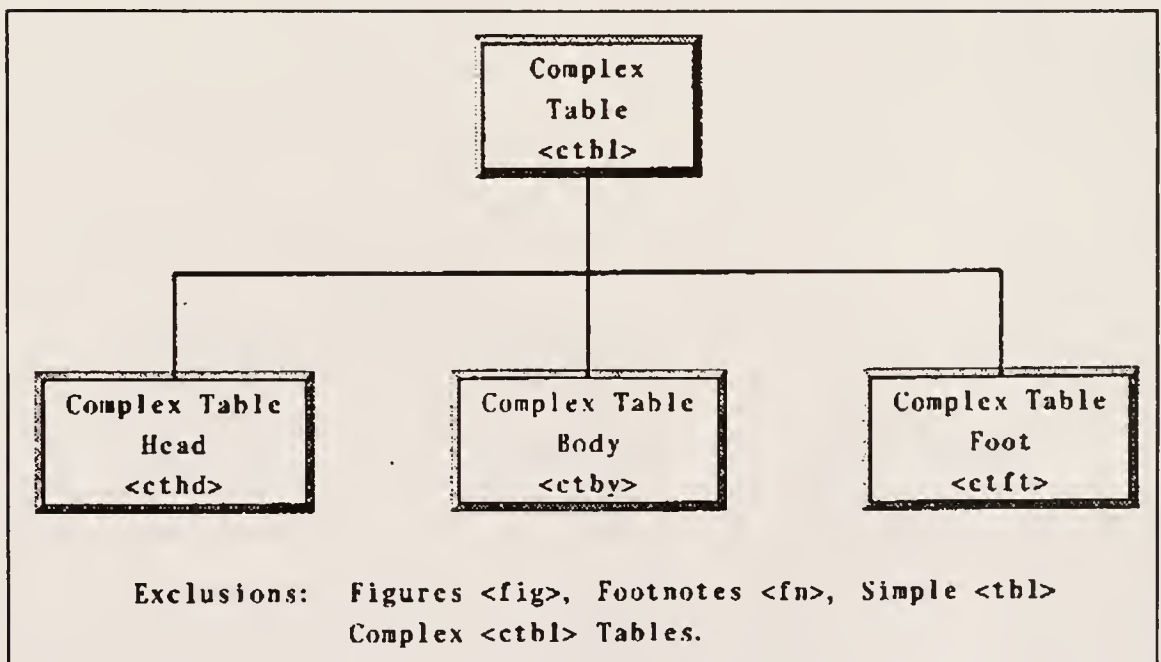 Complex
Table
<ctbl>
Complex Table
Head
<cthd>
Complex Table
Body
<ctby>
Complex Table
Foot
<ctft>
Exclusions: Figures <fig>, Footnotes <fn>, Simple <tbl>
Complex <ctbl> Tables.